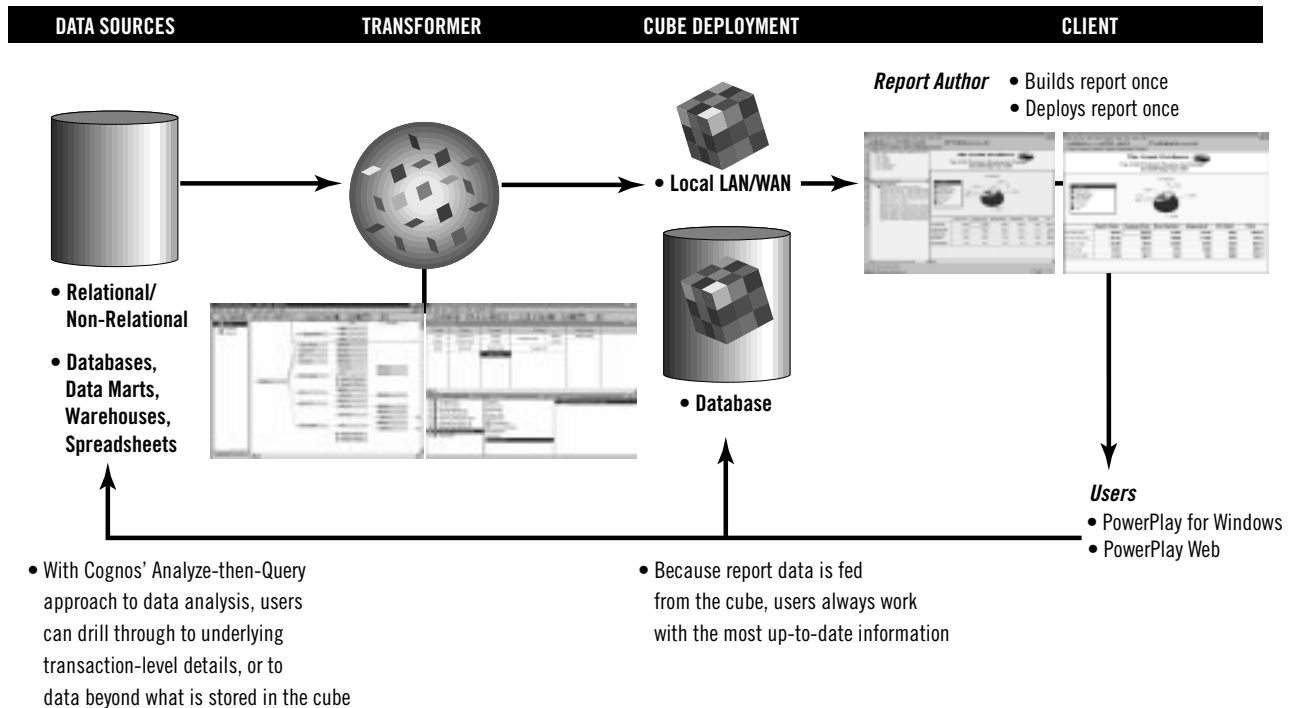 DATA SOURCES
TRANSFORMER
CUBE DEPLOYMENT
CLIENT
Report Author
• Builds report once
• Deploys report once
• Local LAN/WAN
• Relational/
Non-Relational
• Databases,
Data Marts,
Warehouses,
Spreadsheets
• Database
Users
• PowerPlay for Windows
• PowerPlay Web
• With Cognos' Analyze-then-Query
approach to data analysis, users
can drill through to underlying
transaction-level details, or to
data beyond what is stored in the cube
• Because report data is fed
from the cube, users always work
with the most up-to-date information